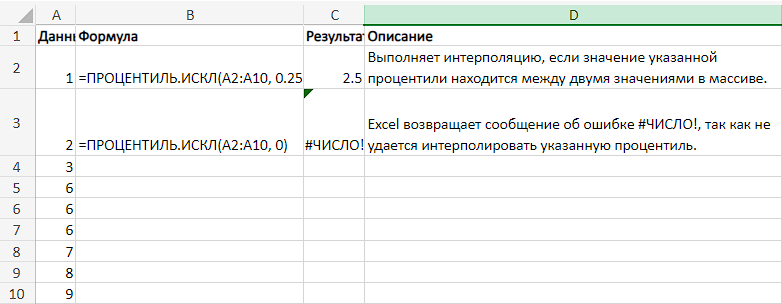 A B C D
1 Данн Формула Результат Описание
2 1 =ПРОЦЕНТИЛЬ.ИСКЛ(A2:A10, 0.25 2.5 Выполняет интерполяцию, если значение указанной
процентили находится между двумя значениями в массиве.
3 2 =ПРОЦЕНТИЛЬ.ИСКЛ(A2:A10, 0) #ЧИСЛО! Excel возвращает сообщение об ошибке #ЧИСЛО!, так как не
удается интерполировать указанную процентиль.
4 3
5 6
6 6
7 6
8 7
9 8
10 9